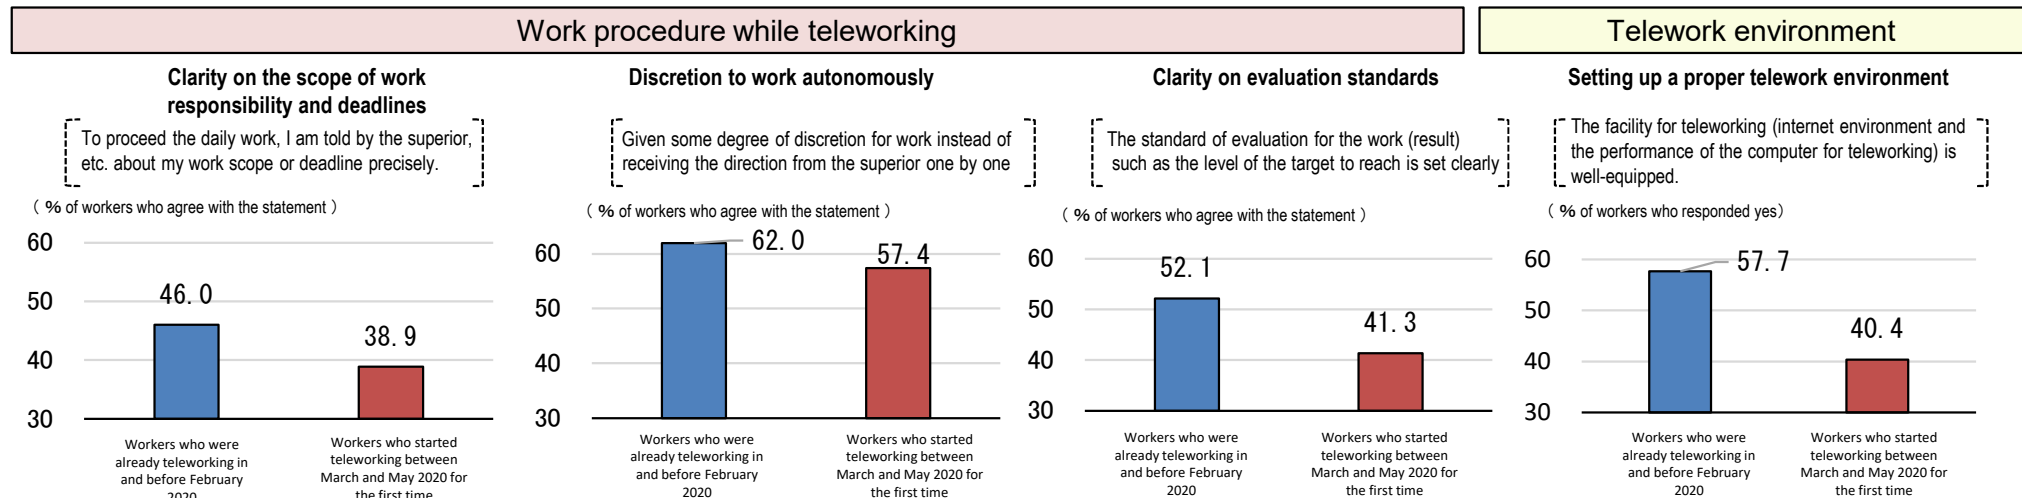 Work procedure while teleworking
Telework environment
Clarity on the scope of work
responsibility and deadlines
To proceed the daily work, I am told by the superior,
etc. about my work scope or deadline precisely.
( % of workers who agree with the statement )
60
50
40
30
46.0
38.9
Workers who were
already teleworking in
and before February
2020
Workers who started
teleworking between
March and May 2020 for
the first time
Discretion to work autonomously
Given some degree of discretion for work instead of
receiving the direction from the superior one by one
( % of workers who agree with the statement )
60
50
40
30
62.0
57.4
Workers who were
already teleworking in
and before February
2020
Workers who started
teleworking between
March and May 2020 for
the first time
Clarity on evaluation standards
The standard of evaluation for the work (result)
such as the level of the target to reach is set clearly
( % of workers who agree with the statement )
60
50
40
30
52.1
41.3
Workers who were
already teleworking in
and before February
2020
Workers who started
teleworking between
March and May 2020 for
the first time
Setting up a proper telework environment
The facility for teleworking (internet environment and
the performance of the computer for teleworking) is
well-equipped.
( % of workers who responded yes)
60
50
40
30
57.7
40.4
Workers who were
already teleworking in
and before February
2020
Workers who started
teleworking between
March and May 2020 for
the first time